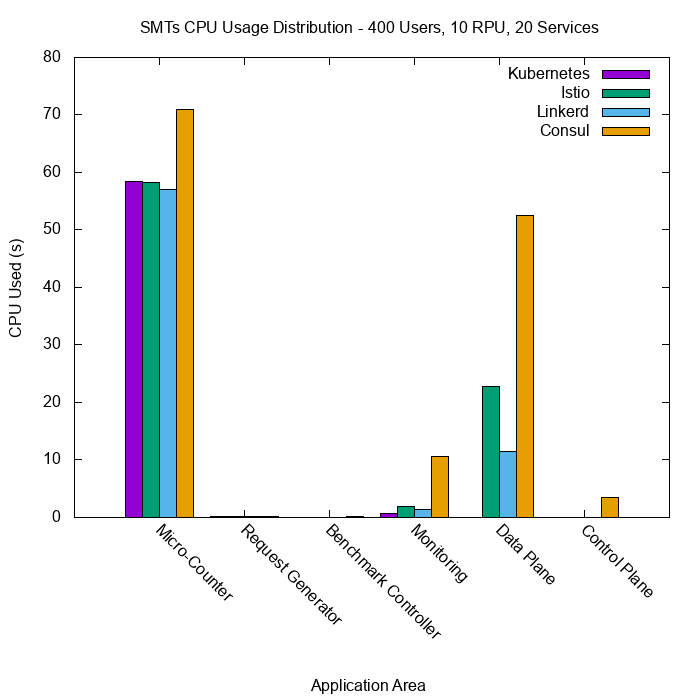 SMTs CPU Usage Distribution - 400 Users, 10 RPU, 20 Services
80
70
60
50
40
30
20
10
0
CPU Used (s)
Kubernetes
Istio
Linkerd
Consul
Micro-Counter
Request Generator
Benchmark Controller
Monitoring
Data Plane
Control Plane
Application Area